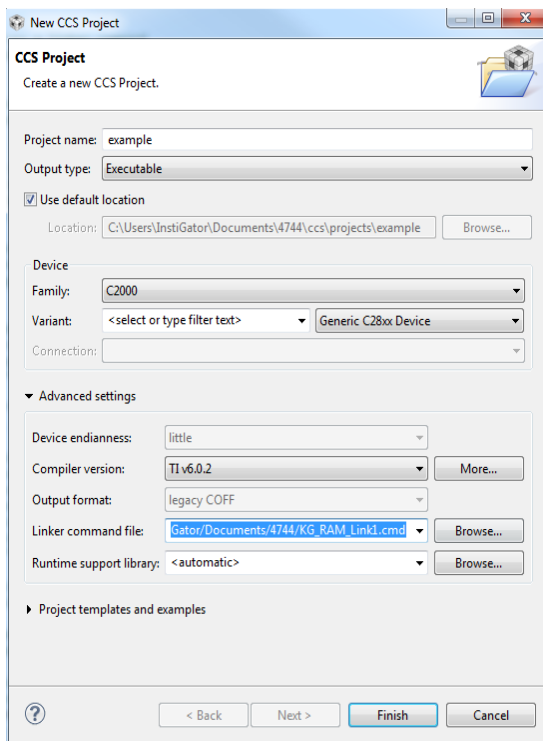 New CCS Project
CCS Project
Create a new CCS Project.
Project name: example
Output type: Executable
Use default location
Location: C:\Users\InstiGator\Documents\4744\ccs\projects\example Browse...
Device
Family: C2000
Variant: <select or type filter text> Generic C28xx Device
Connection:
Advanced settings
Device endianness: little
Compiler version: TI v6.0.2 More...
Output format: legacy COFF
Linker command file: Gator/Documents/4744/KG_RAM_Link1.cmd Browse...
Runtime support library: <automatic> Browse...
Project templates and examples
? < Back Next > Finish Cancel